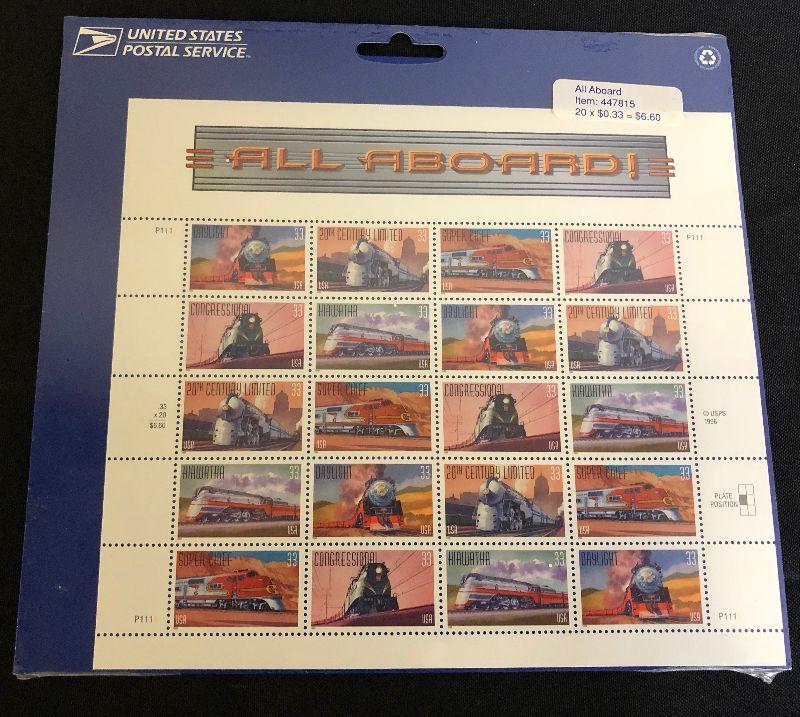 UNITED STATES
POSTAL SERVICE™
All Aboard
Item: 447815
20 x $0.33 = $6.60
ALL ABOARD!
P111
P111
DAYLIGHT 33 USA
20TH CENTURY LIMITED 33 USA
SUPER CHIEF 33 USA
CONGRESSIONAL 33 USA
CONGRESSIONAL 33 USA
HIAWATHA 33 USA
DAYLIGHT 33 USA
20TH CENTURY LIMITED 33 USA
.33
x 20
$6.60
20TH CENTURY LIMITED 33 USA
SUPER CHIEF 33 USA
CONGRESSIONAL 33 USA
HIAWATHA 33 USA
© USPS
1998
HIAWATHA 33 USA
DAYLIGHT 33 USA
20TH CENTURY LIMITED 33 USA
SUPER CHIEF 33 USA
PLATE
POSITION
SUPER CHIEF 33 USA
CONGRESSIONAL 33 USA
HIAWATHA 33 USA
DAYLIGHT 33 USA
P1111
P1111